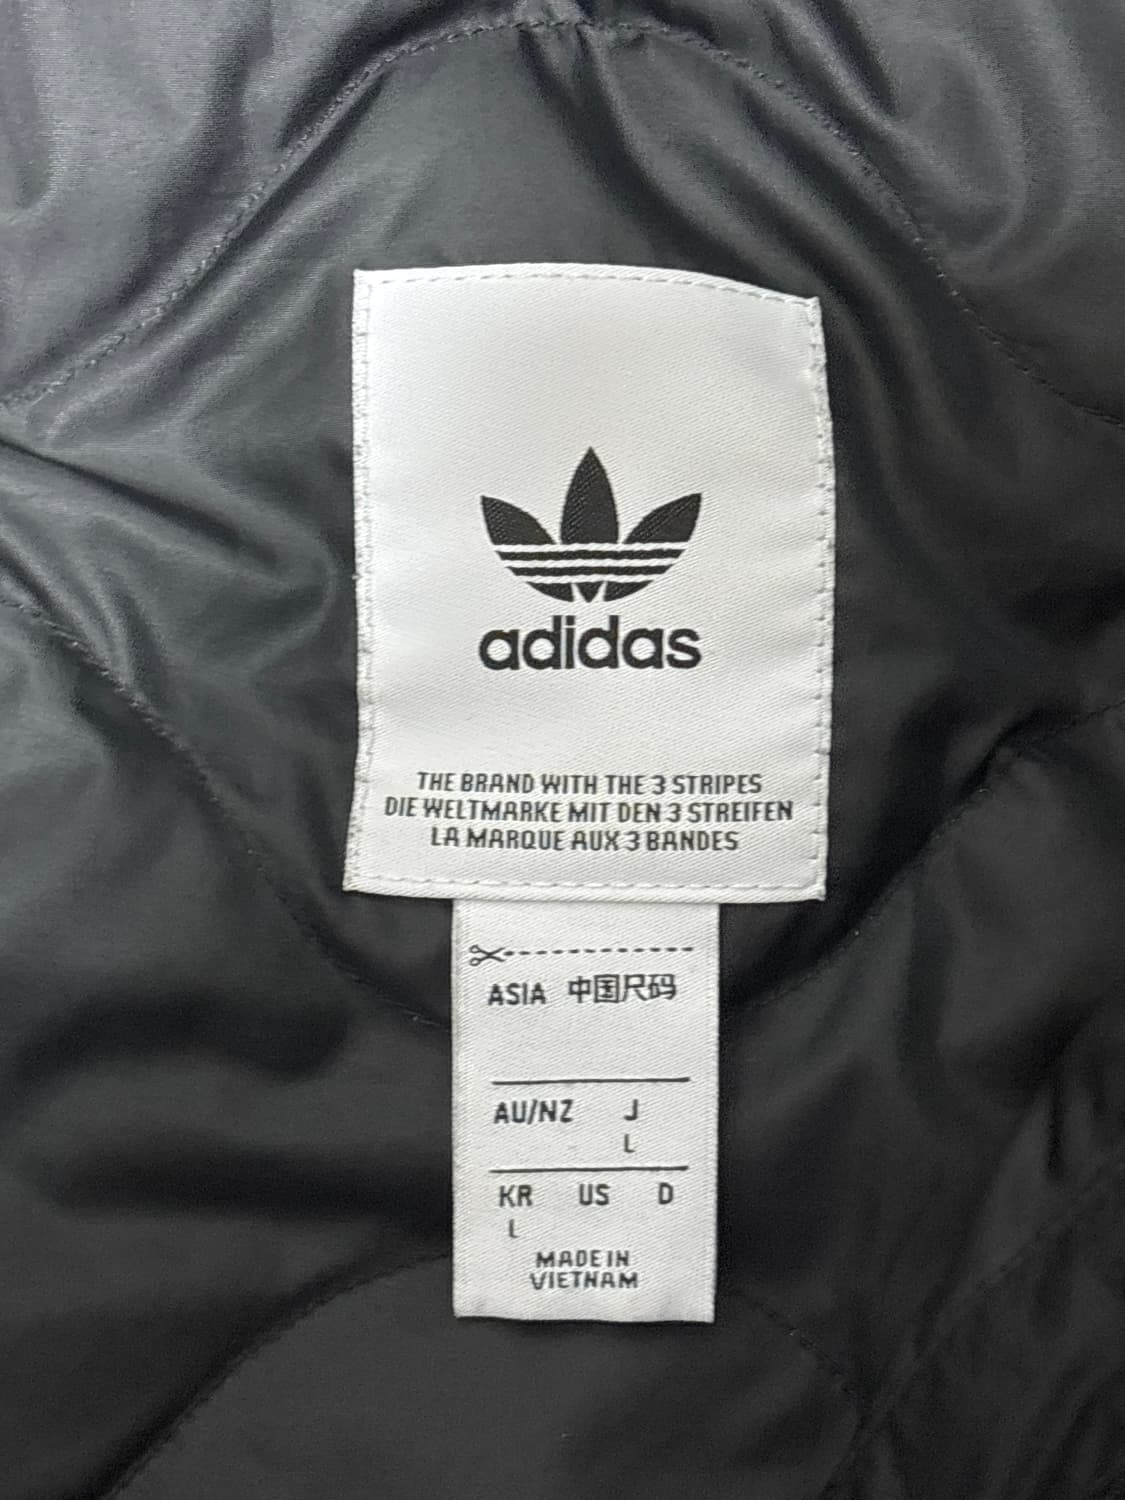 adidas
THE BRAND WITH THE 3 STRIPES
DIE WELTMARKE MIT DEN 3 STREIFEN
LA MARQUE AUX 3 BANDES
ASIA 中国尺码
AU/NZ J
L
KR US D
L
MADE IN
VIETNAM